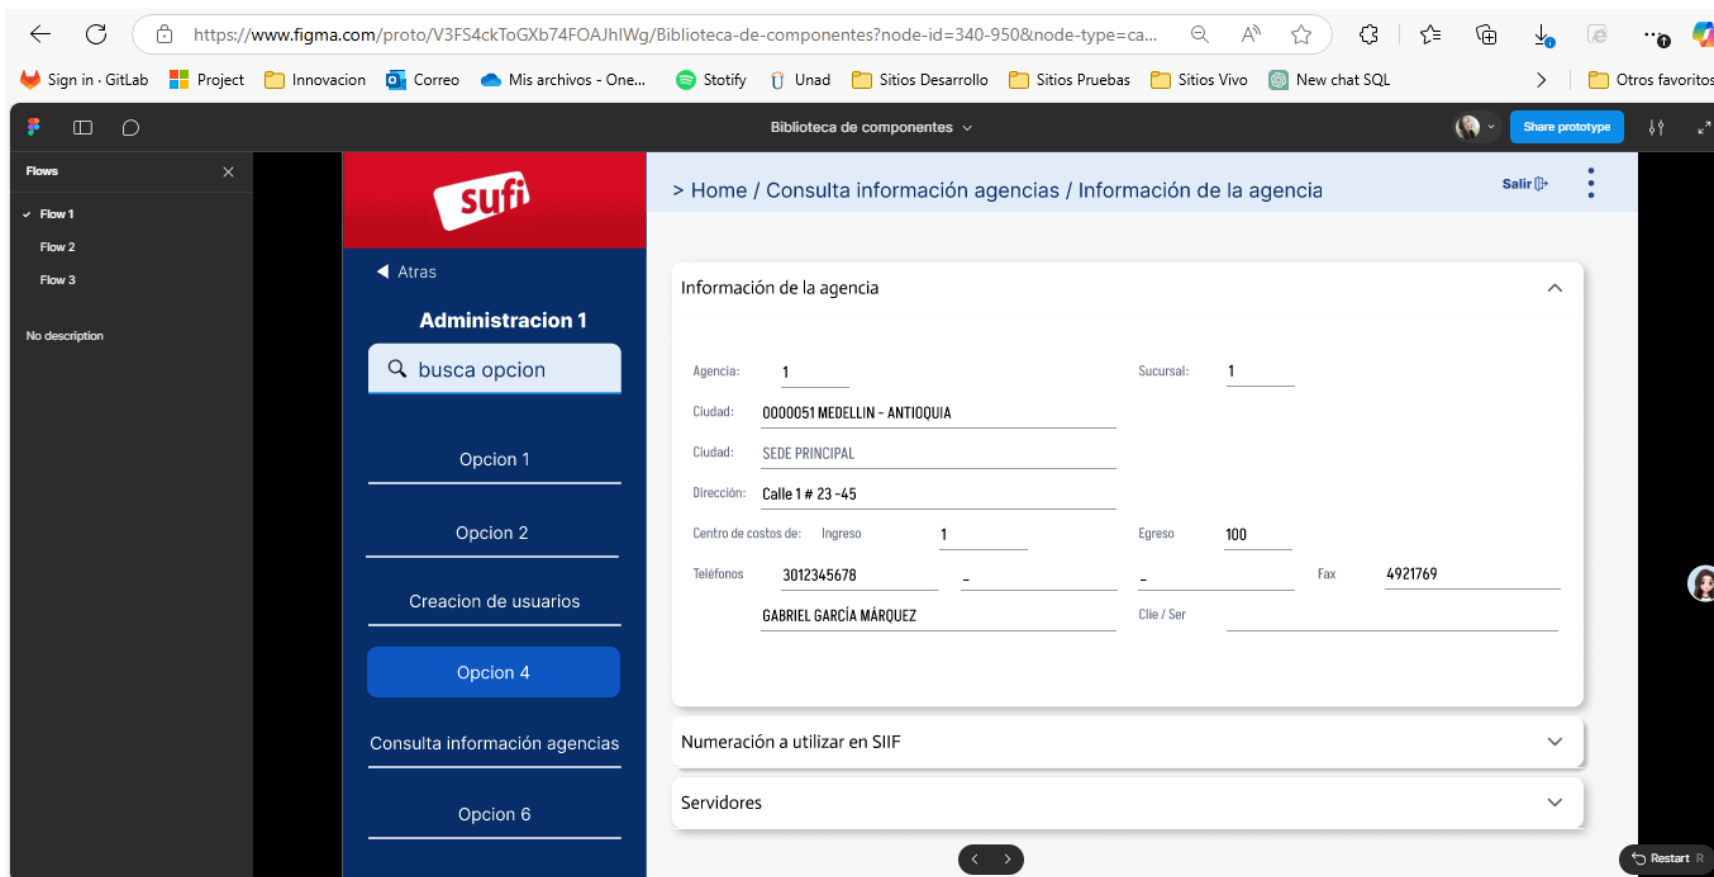 https://www.figma.com/proto/V3FS4ckToGXb74FOAJhIWg/Biblioteca-de-componentes?node-id=340-950&node-type=ca...
Sign in · GitLab Project Innovacion Correo Mis archivos - One... Stotify Unad Sitios Desarrollo Sitios Pruebas Sitios Vivo New chat SQL Otros favoritos
Biblioteca de componentes Share prototype
Flows
Flow 1
Flow 2
Flow 3
No description
sufi
Atras
Administracion 1
busca opcion
Opcion 1
Opcion 2
Creacion de usuarios
Opcion 4
Consulta información agencias
Opcion 6
> Home / Consulta información agencias / Información de la agencia Salir
Información de la agencia
Agencia: 1 Sucursal: 1
Ciudad: 0000051 MEDELLIN - ANTIOQUIA
Ciudad: SEDE PRINCIPAL
Dirección: Calle 1 # 23 -45
Centro de costos de: Ingreso 1 Egreso 100
Teléfonos 3012345678 _ _ Fax 4921769
GABRIEL GARCÍA MÁRQUEZ Clie / Ser
Numeración a utilizar en SIIF
Servidores
Restart R